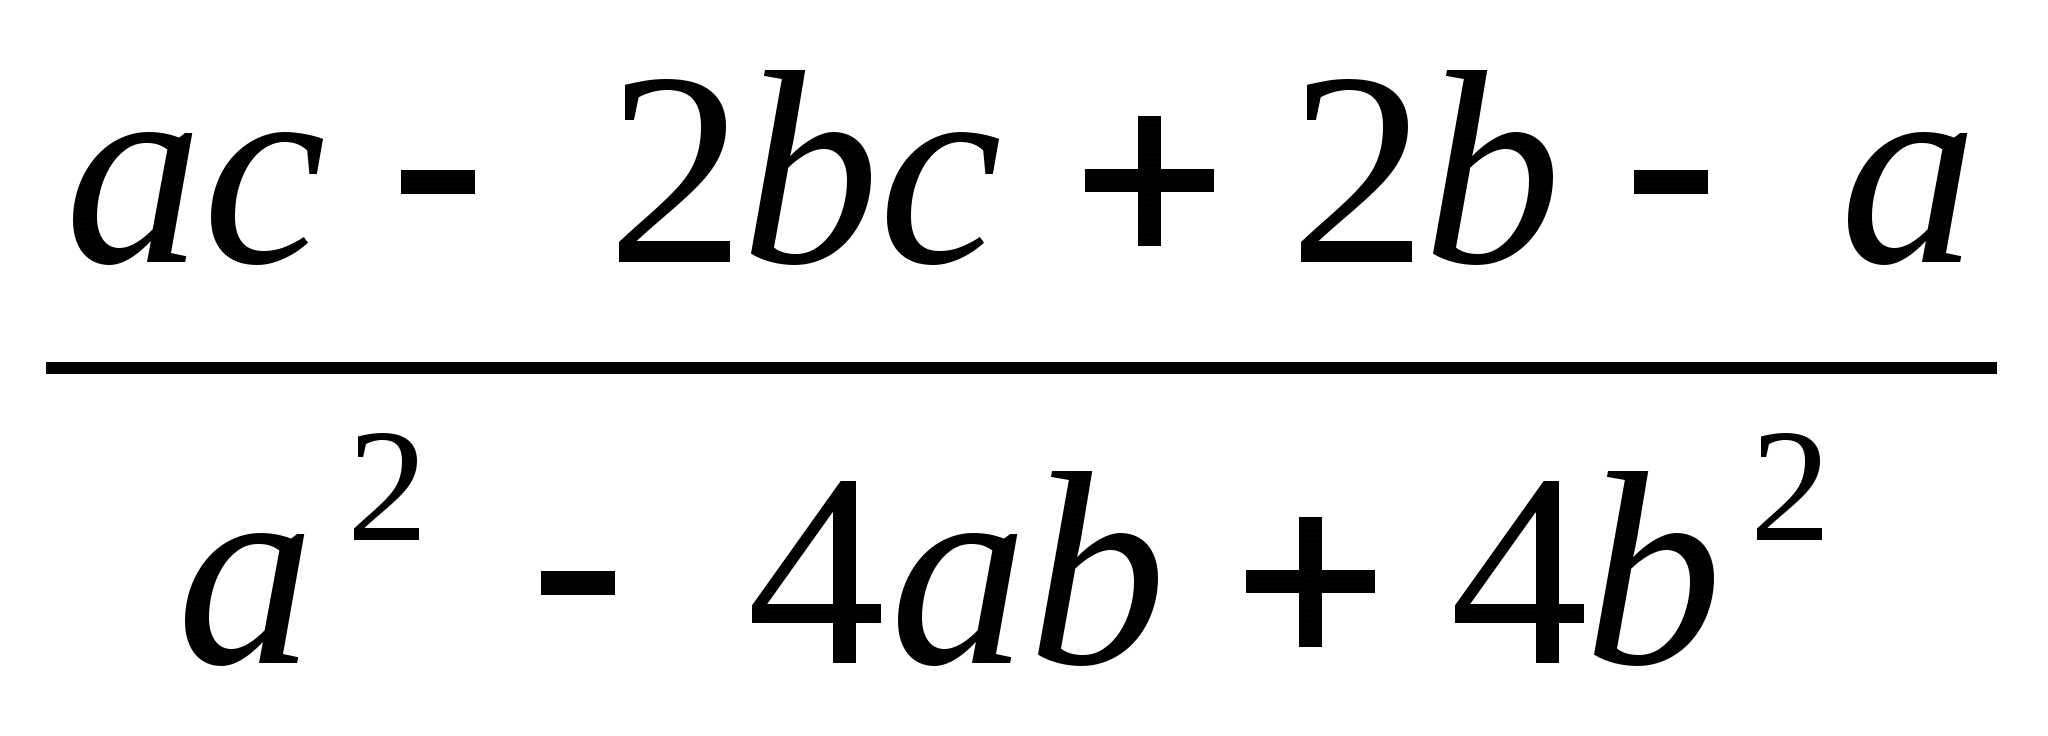 ac - 2bc + 2b - a
a² - 4ab + 4b²